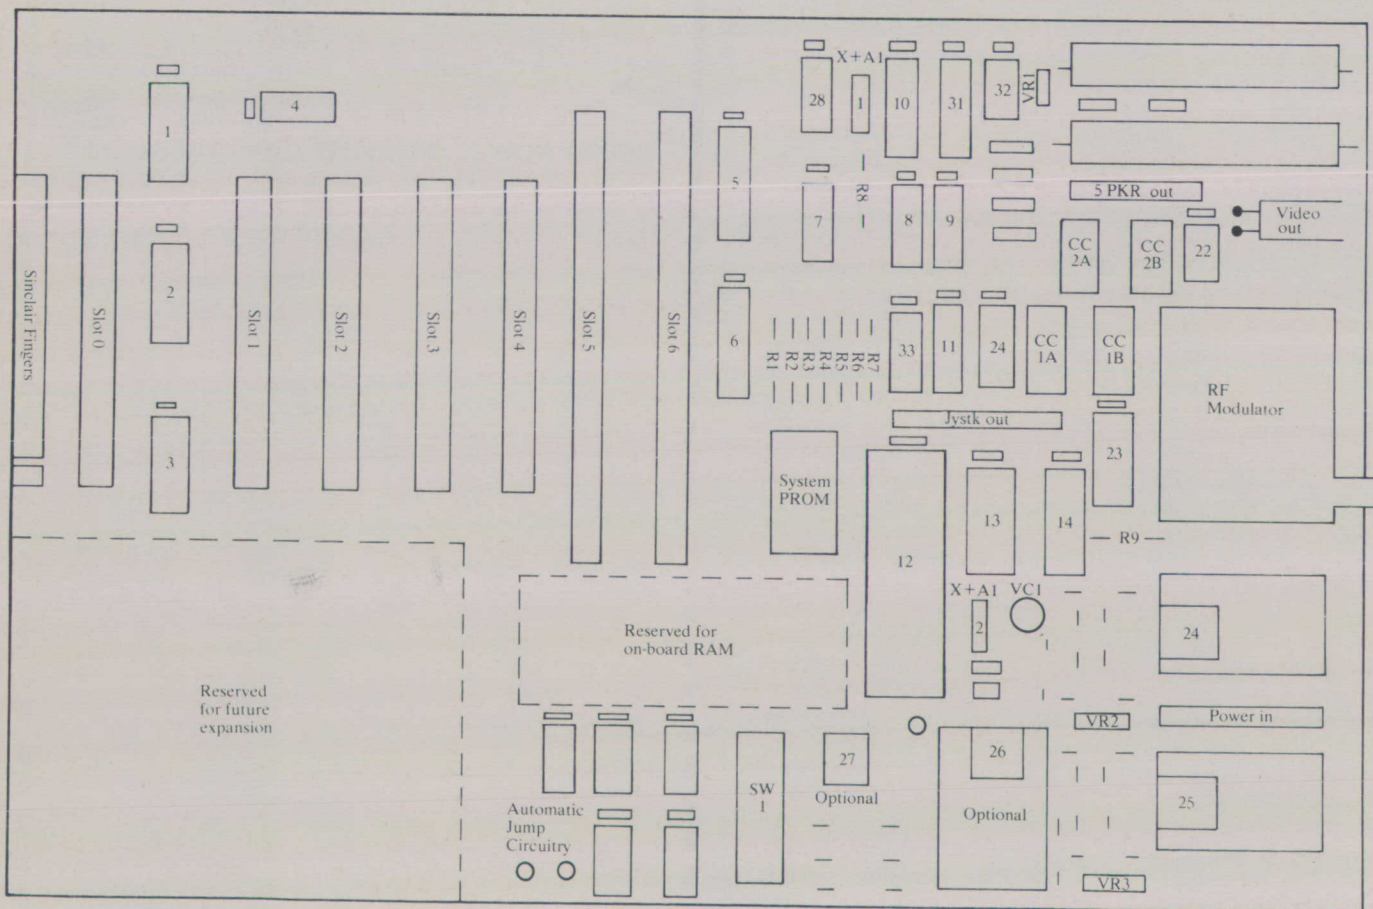 X+A1
28
1
10
31
32
VR1
1
4
5 PKR out
Video
out
5
7
R8
8
9
CC
2A
CC
2B
22
Sinclair Fingers
Slot 0
2
Slot 1
Slot 2
Slot 3
Slot 4
Slot 5
Slot 6
6
R1
R2
R3
R4
R5
R6
R7
33
11
24
CC
1A
CC
1B
RF
Modulator
Jystk out
3
System
PROM
23
12
13
14
R9
X+A1
VC1
2
24
Reserved for
on-board RAM
Reserved
for future
expansion
VR2
Power in
SW
1
27
Optional
26
Optional
25
Automatic
Jump
Circuitry
VR3